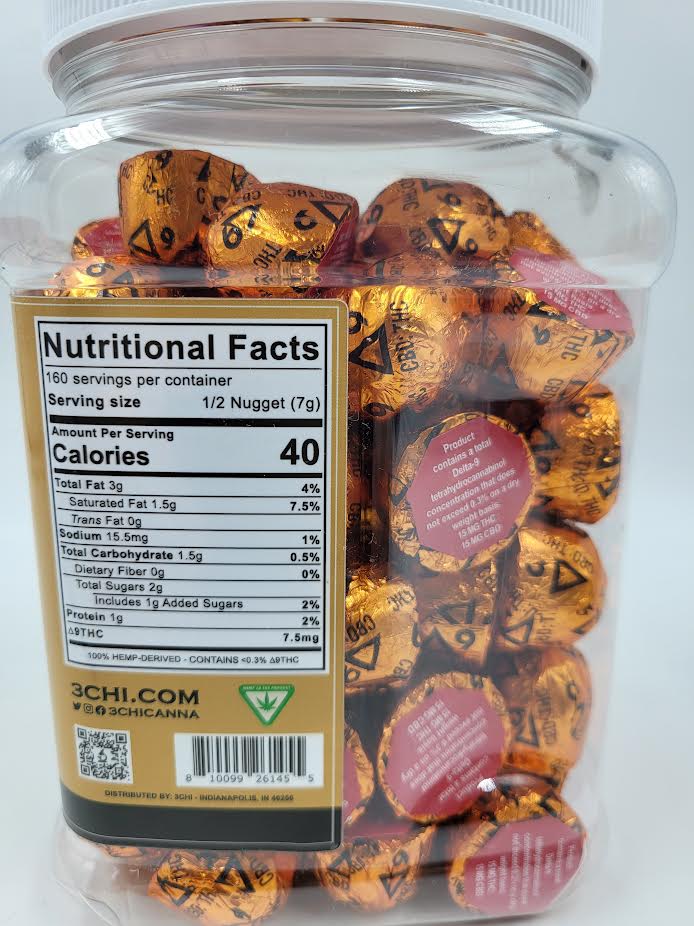 Nutritional Facts
160 servings per container
Serving size 1/2 Nugget (7g)
Amount Per Serving
Calories 40
Total Fat 3g 4%
Saturated Fat 1.5g 7.5%
Trans Fat 0g
Sodium 15.5mg 1%
Total Carbohydrate 1.5g 0.5%
Dietary Fiber 0g 0%
Total Sugars 2g
Includes 1g Added Sugars 2%
Protein 1g 2%
Δ9THC 7.5mg
100% HEMP-DERIVED - CONTAINS <0.3% Δ9THC
3CHI.COM
3CHICANNA
8 10099 26145 5
DISTRIBUTED BY: 3CHI - INDIANAPOLIS, IN 46250
Product
contains a total
Delta-9
tetrahydrocannabinol
concentration that does
not exceed 0.3% on a dry
weight basis.
15 MG THC
15 MG CBD